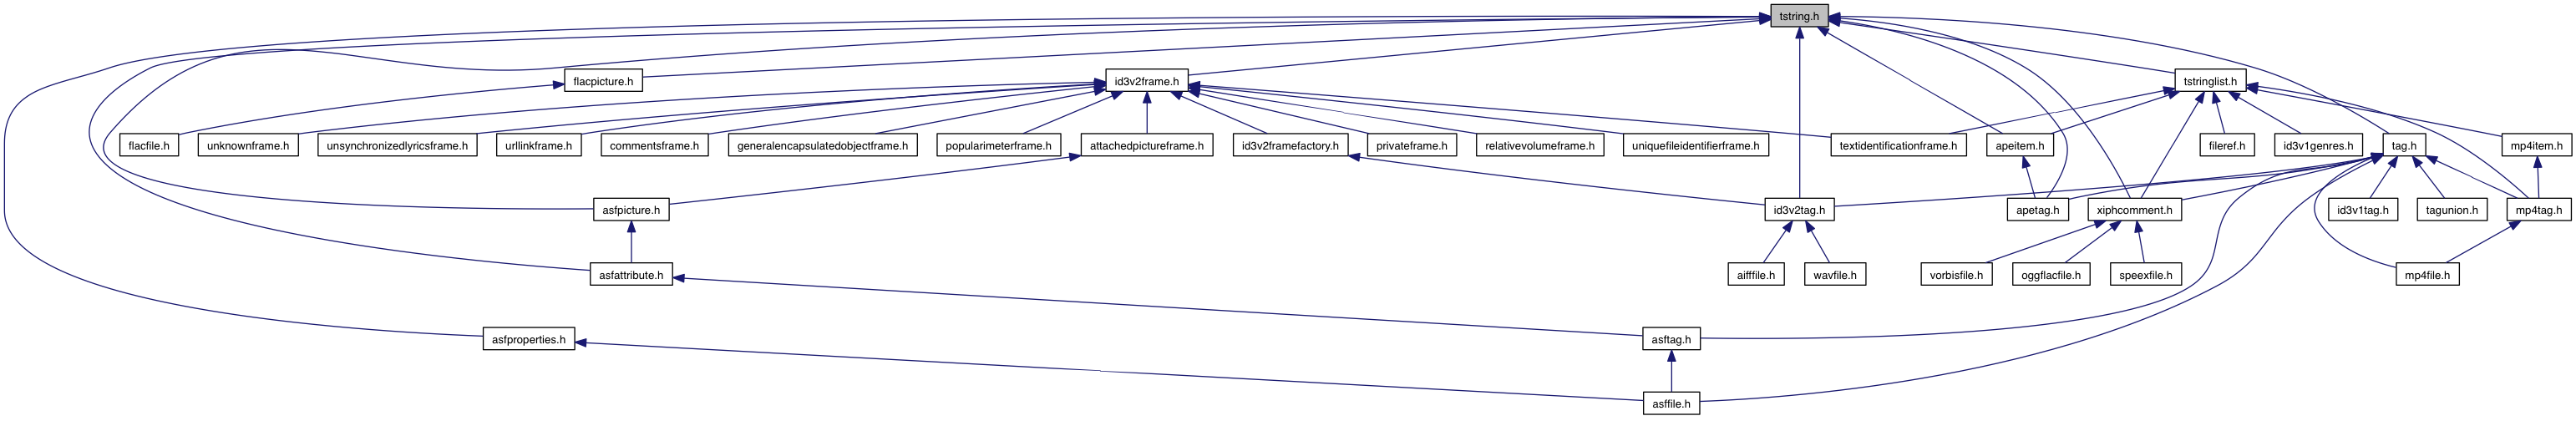 tstring.h
flacpicture.h
id3v2frame.h
tstringlist.h
flacfile.h
unknownframe.h
unsynchronizedlyricsframe.h
urllinkframe.h
commentsframe.h
generalencapsulatedobjectframe.h
popularimeterframe.h
attachedpictureframe.h
id3v2framefactory.h
privateframe.h
relativevolumeframe.h
uniquefileidentifierframe.h
textidentificationframe.h
apeitem.h
fileref.h
id3v1genres.h
tag.h
mp4item.h
asfpicture.h
id3v2tag.h
apetag.h
xiphcomment.h
id3v1tag.h
tagunion.h
mp4tag.h
asfattribute.h
aifffile.h
wavfile.h
vorbisfile.h
oggflacfile.h
speexfile.h
mp4file.h
asfproperties.h
asftag.h
asffile.h